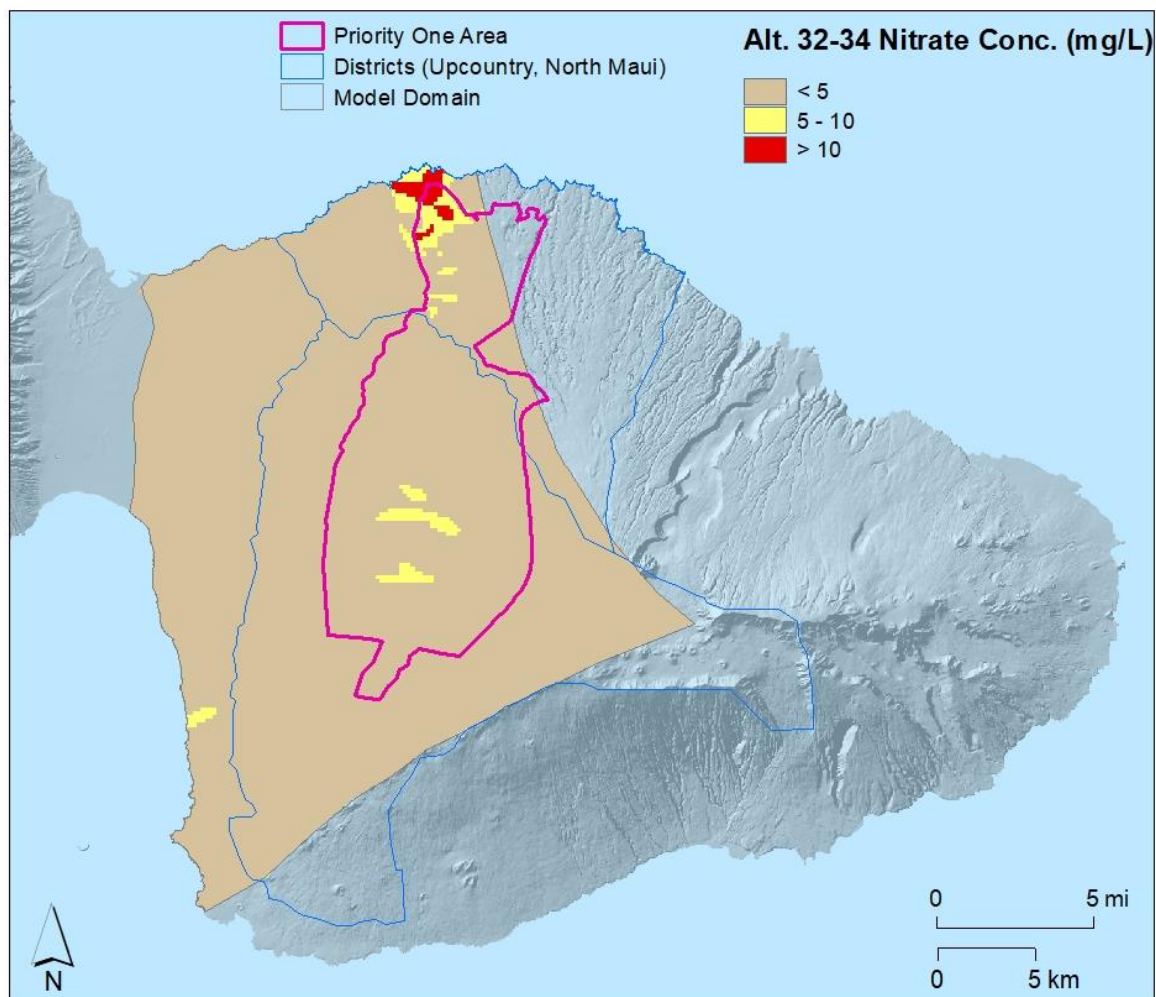 Priority One Area
Districts (Upcountry, North Maui)
Model Domain
Alt. 32-34 Nitrate Conc. (mg/L)
< 5
5 - 10
> 10
N
0 5 mi
0 5 km